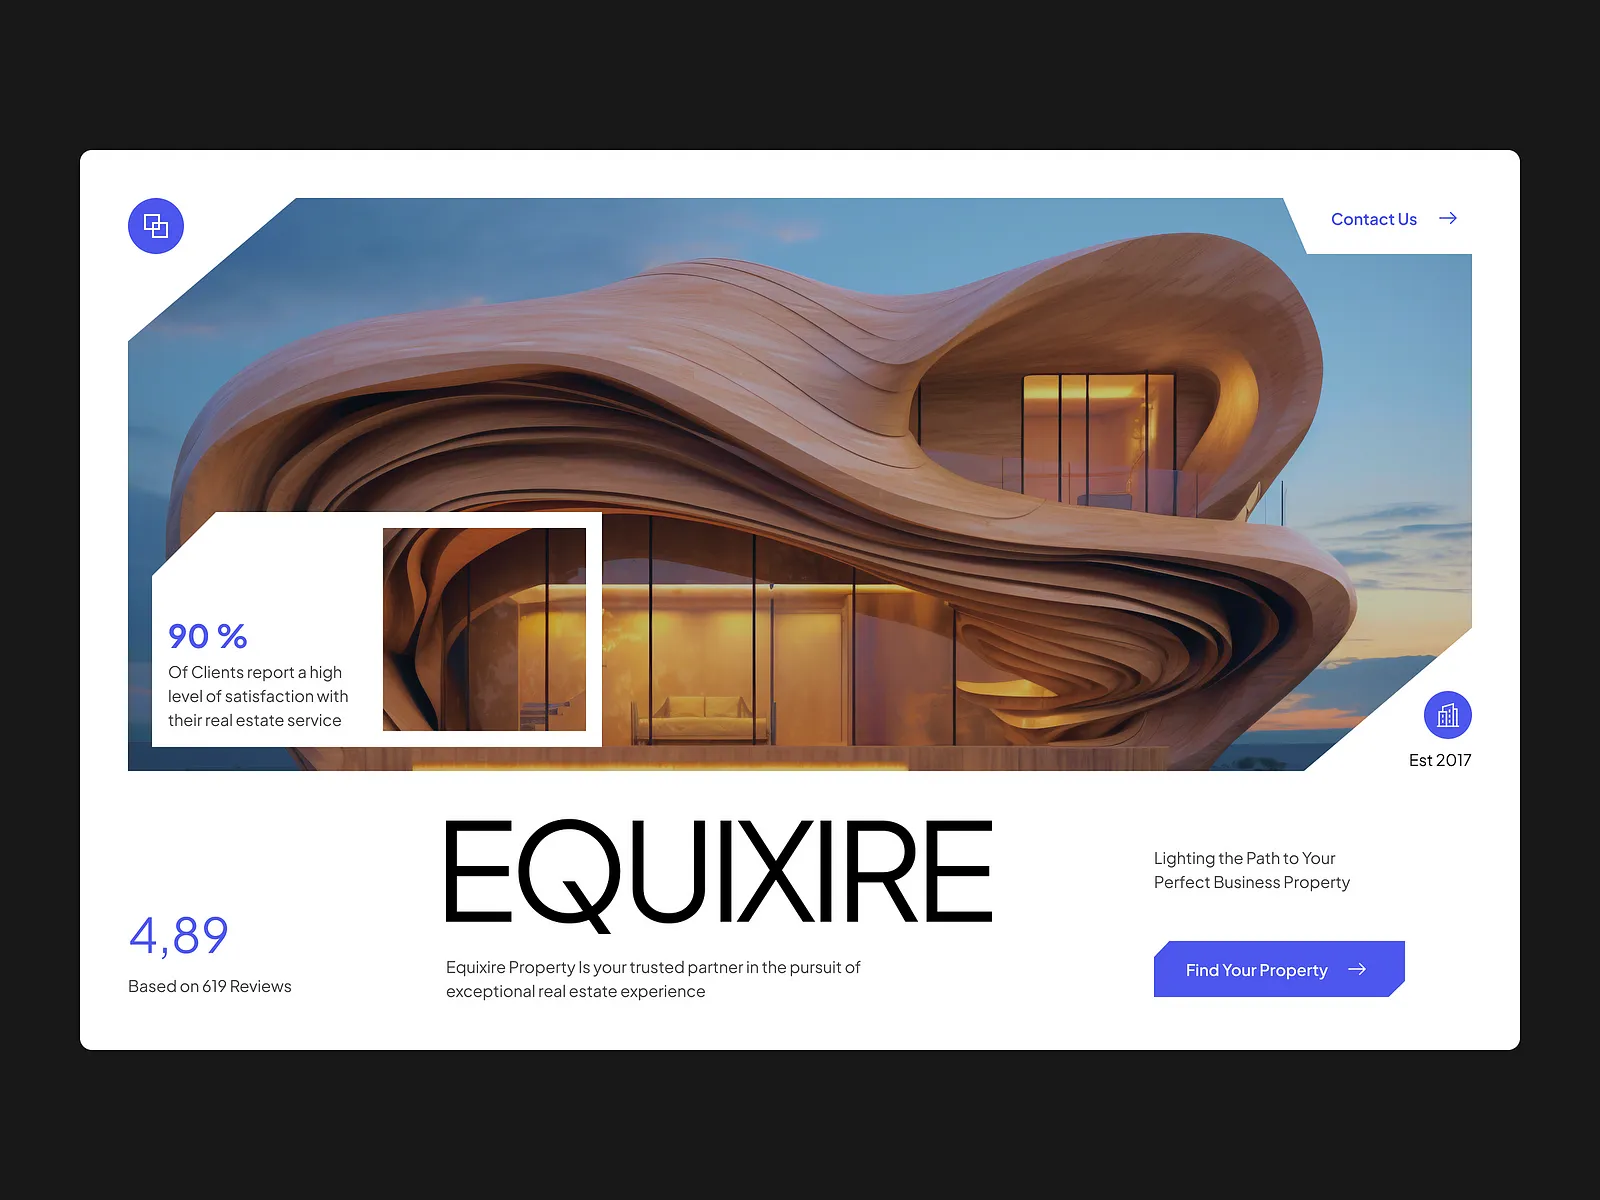 Contact Us
90 %
Of Clients report a high
level of satisfaction with
their real estate service
Est 2017
EQUIXIRE
Lighting the Path to Your
Perfect Business Property
4,89
Based on 619 Reviews
Equixire Property Is your trusted partner in the pursuit of
exceptional real estate experience
Find Your Property